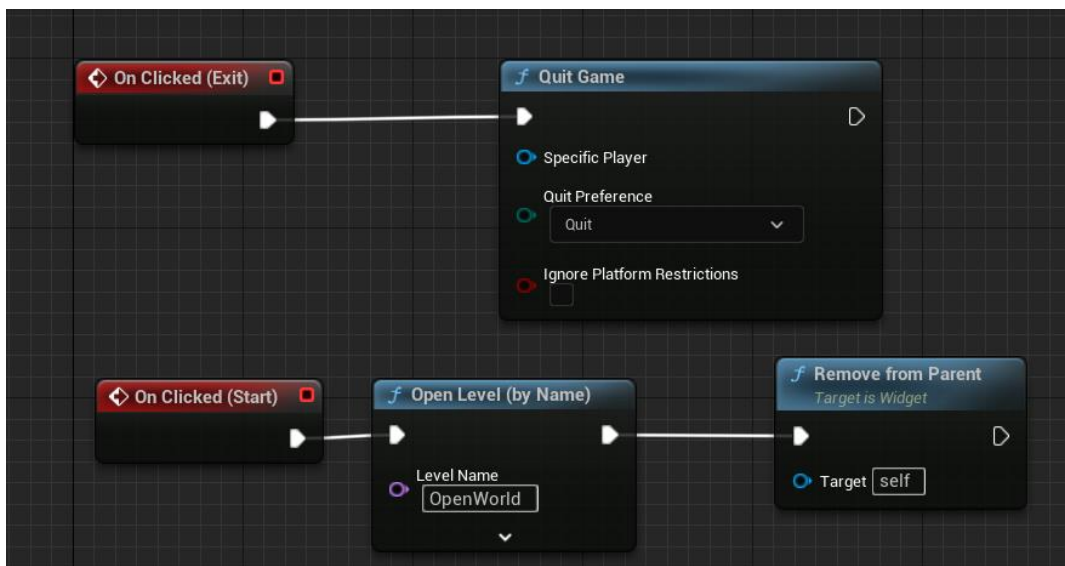 On Clicked (Exit)
f Quit Game
Specific Player
Quit Preference
Quit
Ignore Platform Restrictions
On Clicked (Start)
f Open Level (by Name)
Level Name
OpenWorld
f Remove from Parent
Target is Widget
Target self